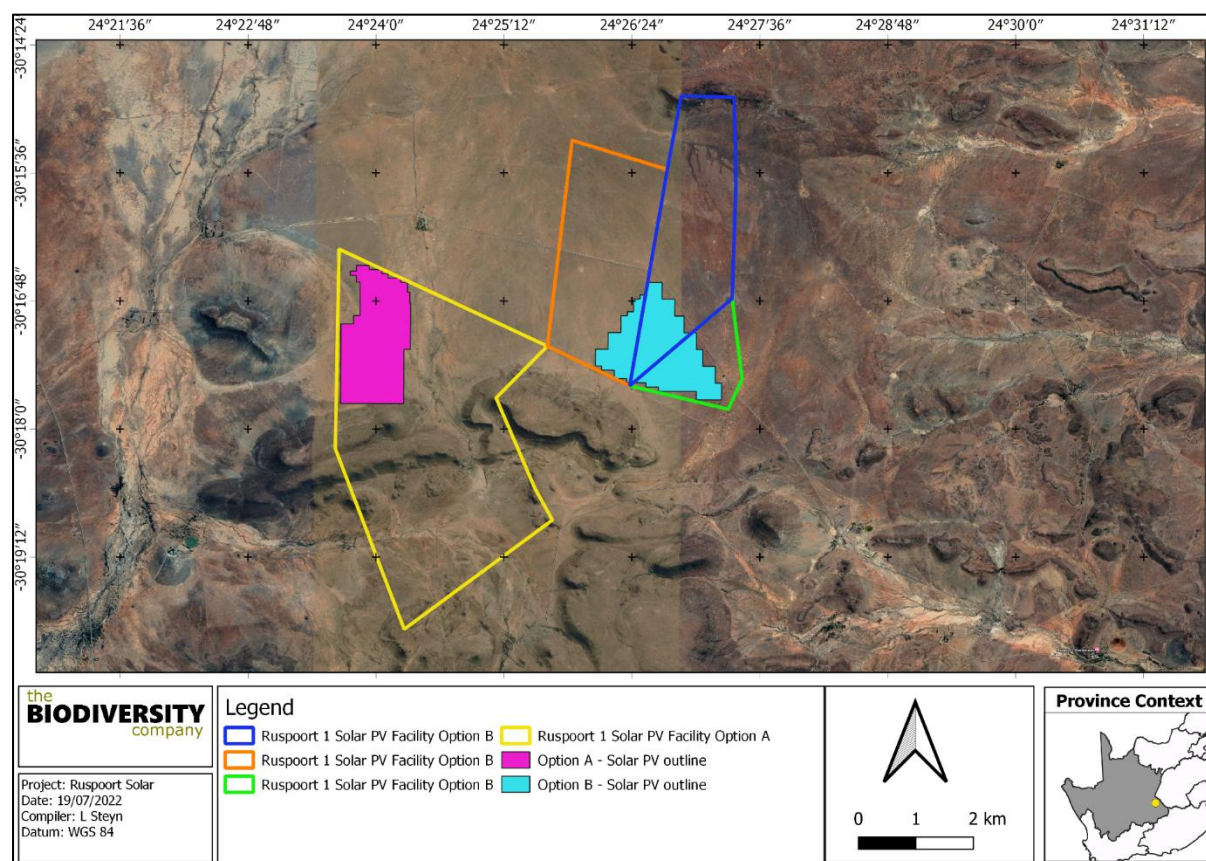 24°21′36″ 24°22′48″ 24°24′0″ 24°25′12″ 24°26′24″ 24°27′36″ 24°28′48″ 24°30′0″ 24°31′12″
-30°14′24″
-30°15′36″
-30°16′48″
-30°18′0″
-30°19′12″
the
BIODIVERSITY
company
Project: Ruspoort Solar
Date: 19/07/2022
Compiler: L Steyn
Datum: WGS 84
Legend
Ruspoort 1 Solar PV Facility Option B
Ruspoort 1 Solar PV Facility Option B
Ruspoort 1 Solar PV Facility Option B
Ruspoort 1 Solar PV Facility Option A
Option A - Solar PV outline
Option B - Solar PV outline
0 1 2 km
Province Context